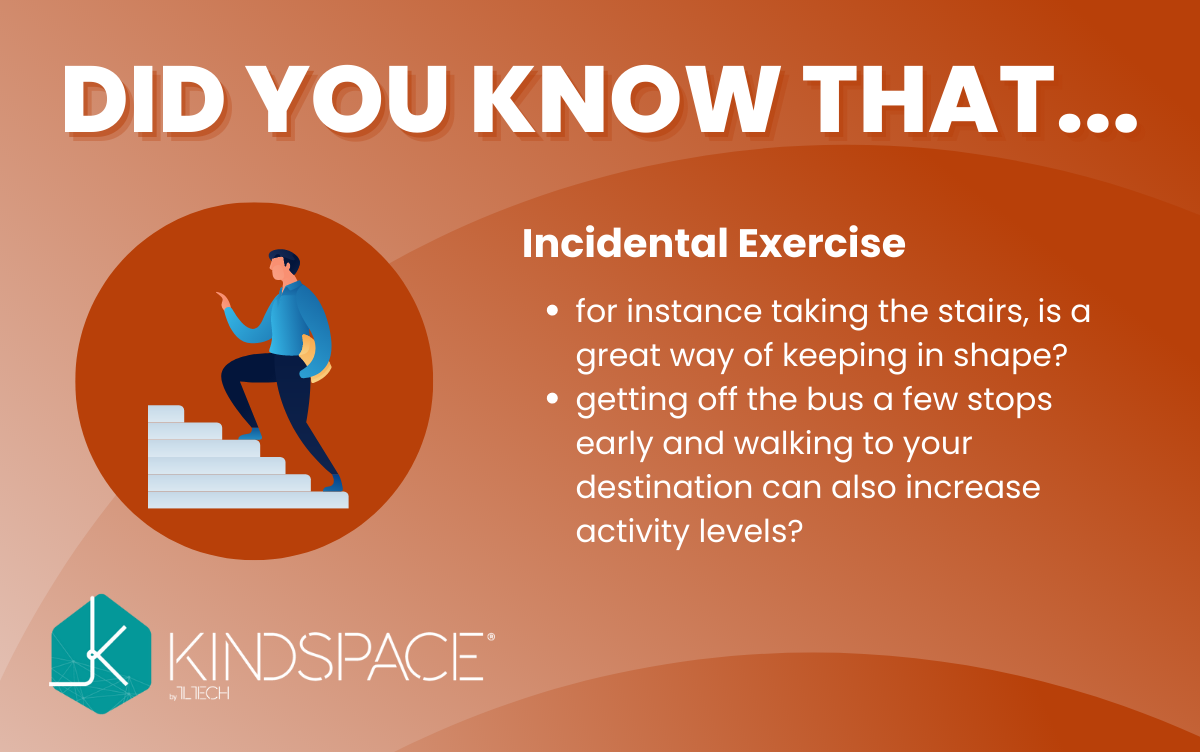 DID YOU KNOW THAT...
Incidental Exercise
• for instance taking the stairs, is a
great way of keeping in shape?
• getting off the bus a few stops
early and walking to your
destination can also increase
activity levels?
KINDSPACE®
by TLTECH